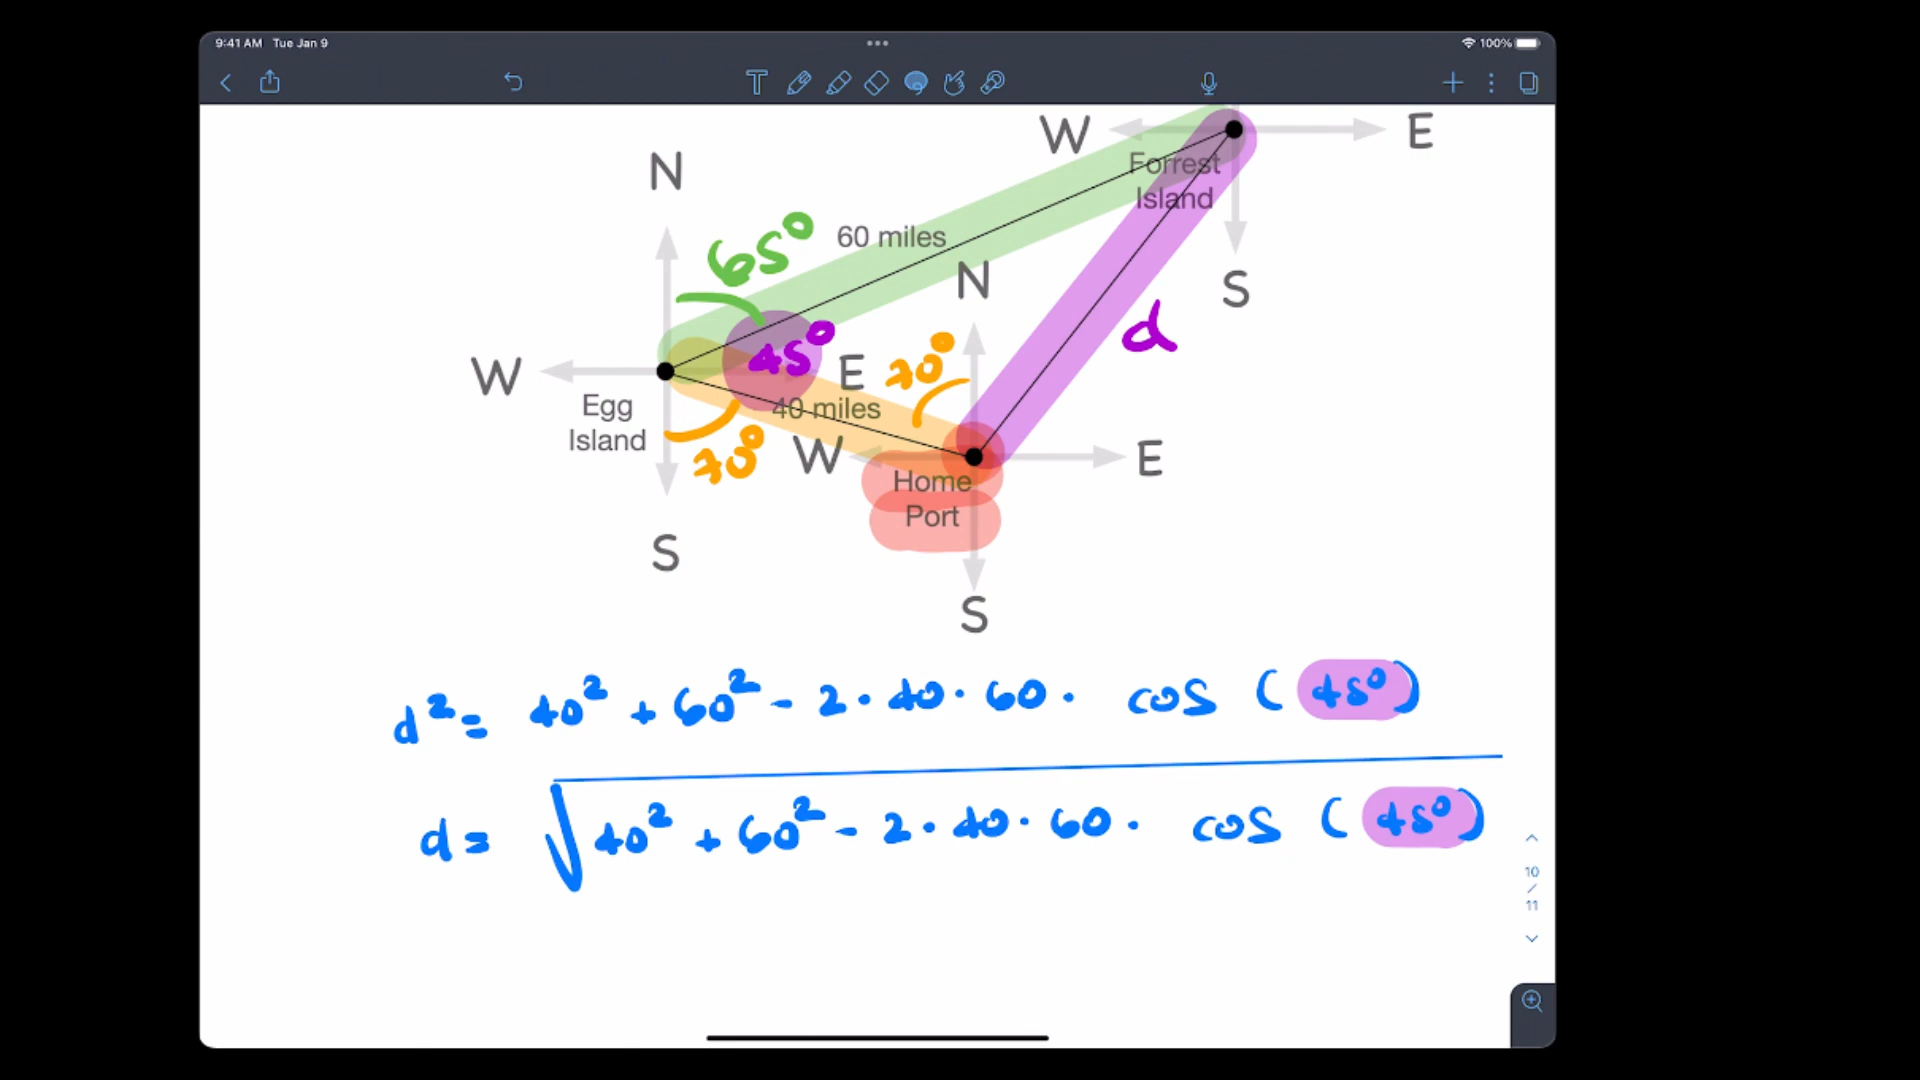 9:41 AM Tue Jan 9
100%
W
E
N
Forrest
Island
65°
60 miles
N
S
d
45°
70°
W
E
Egg
Island
40 miles
70°
W
E
Home
Port
S
S
d² = 40² + 60² - 2 · 40 · 60 · cos (45°)
d = √40² + 60² - 2 · 40 · 60 · cos (45°)
10
/
11